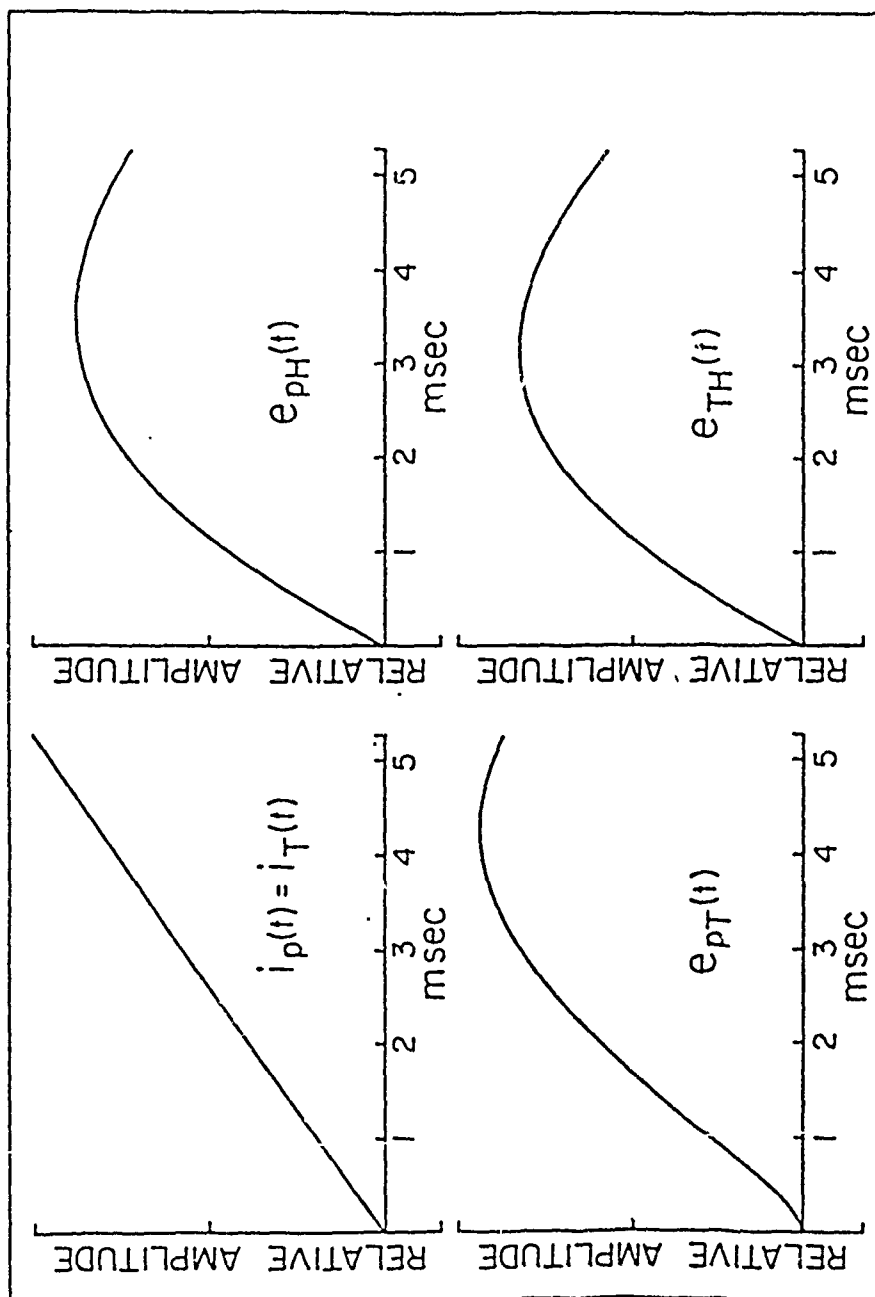 RELATIVE AMPLITUDE
i_p(t) = i_T(t)
1 2 3 4 5
msec
RELATIVE AMPLITUDE
e_pH(t)
1 2 3 4 5
msec
RELATIVE AMPLITUDE
e_pT(t)
1 2 3 4 5
msec
RELATIVE AMPLITUDE
e_TH(t)
1 2 3 4 5
msec